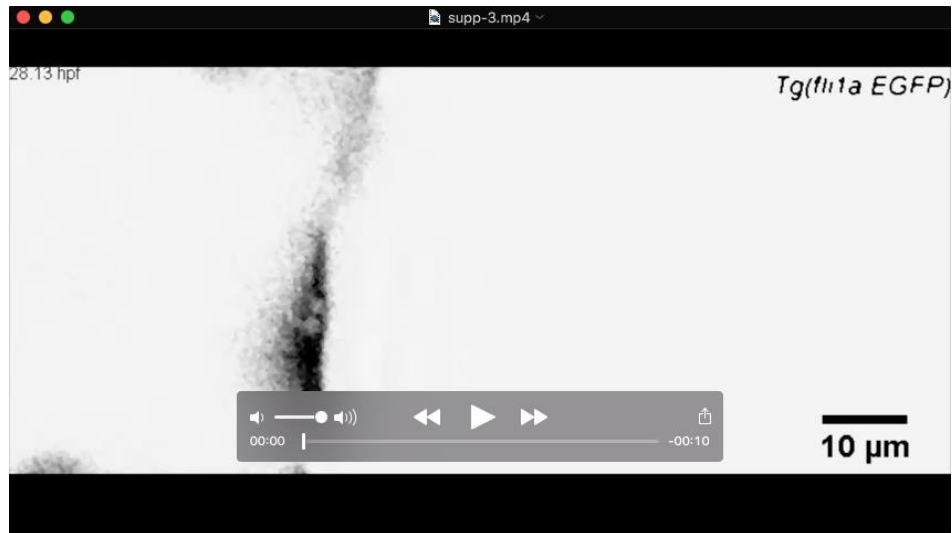 supp-3.mp4
28.13 hpf
Tg(fli1a EGFP)
00:00
-00:10
10 µm